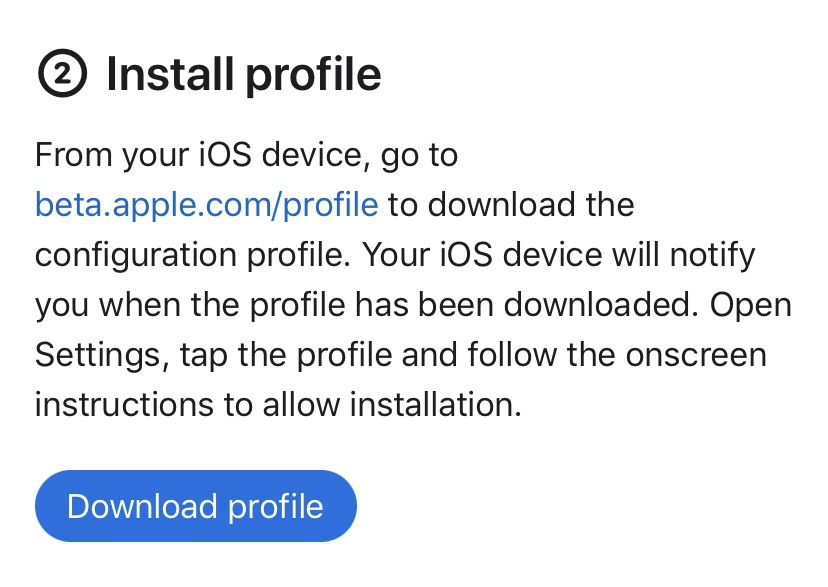 ② Install profile
From your iOS device, go to
beta.apple.com/profile to download the
configuration profile. Your iOS device will notify
you when the profile has been downloaded. Open
Settings, tap the profile and follow the onscreen
instructions to allow installation.
Download profile